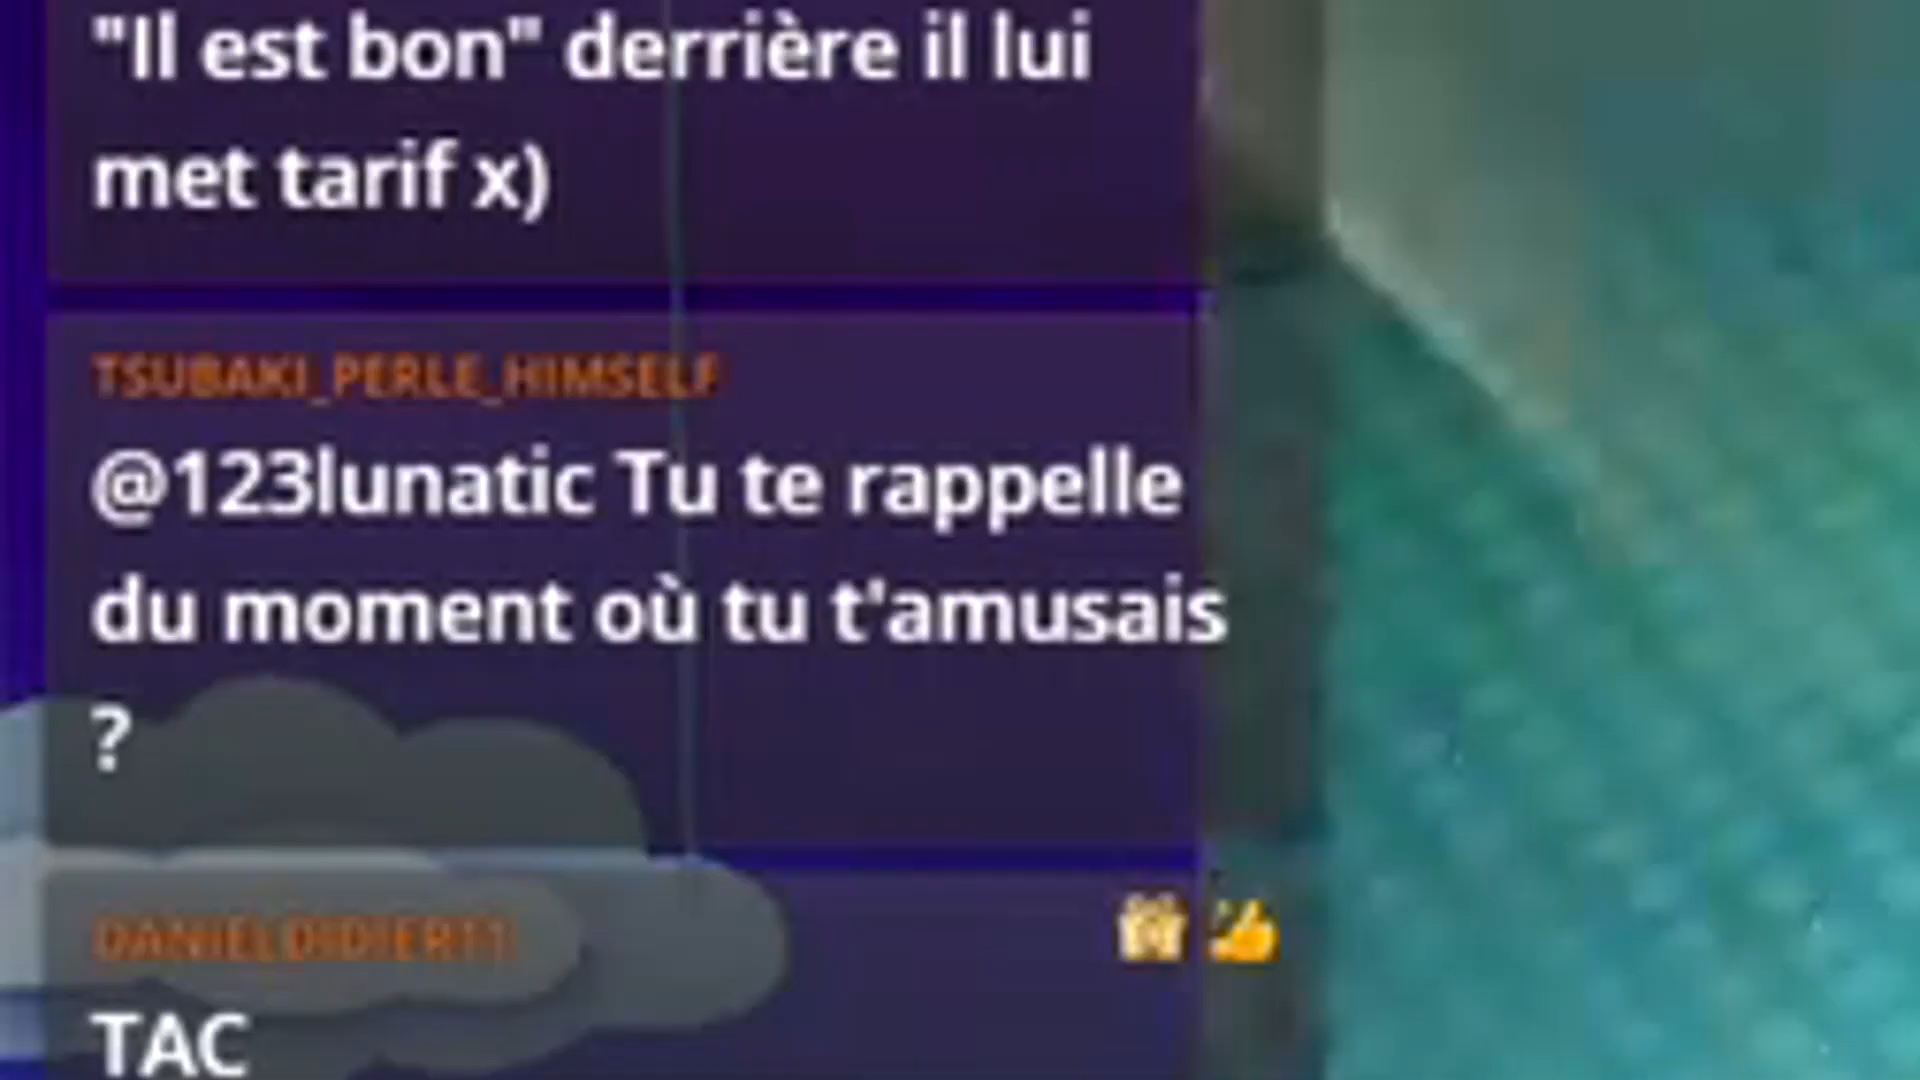 "Il est bon" derrière il lui
met tarif x)
TSUBAKI_PERLE_HIMSELF
@123lunatic Tu te rappelle
du moment où tu t'amusais
?
DANIELDIDIER11
TAC